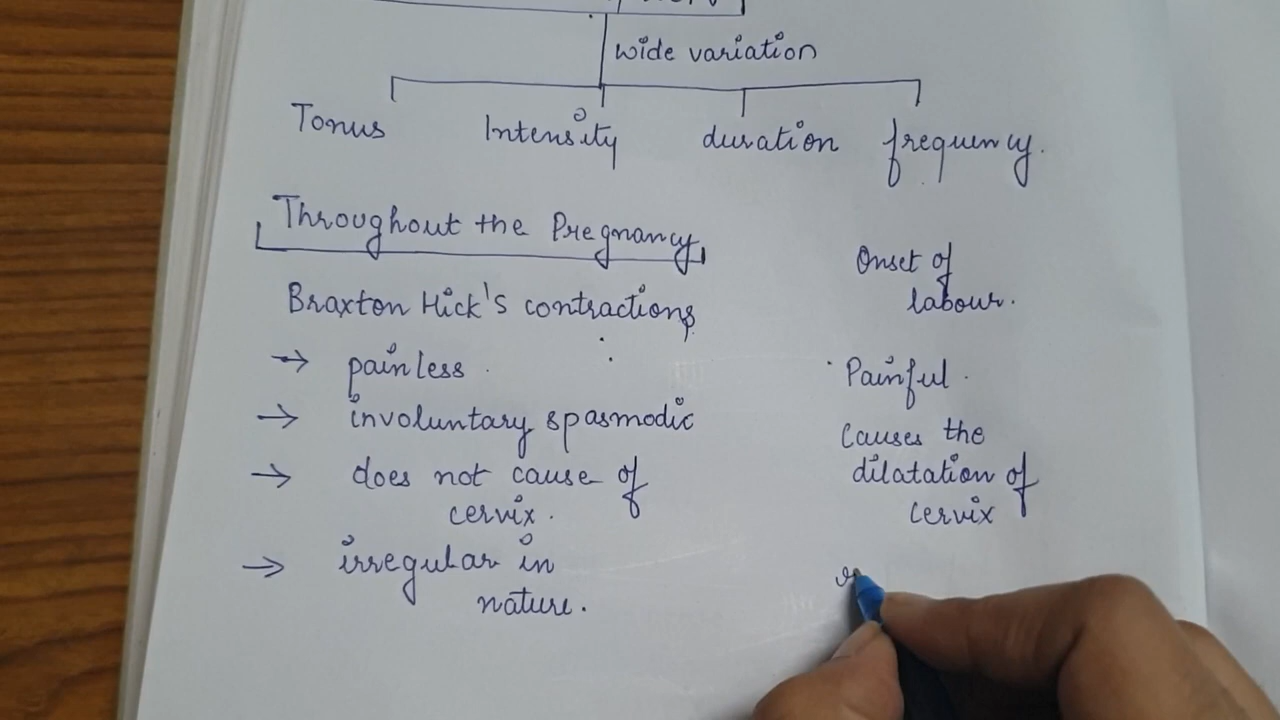 wide variation
Tonus Intensity duration frequency.
Throughout the Pregnancy
Onset of
labour.
Braxton Hick's contractions
→ painless
Painful.
→ involuntary spasmodic
Causes the
dilatation of
cervix
→ does not cause of
cervix.
→ irregular in
nature.